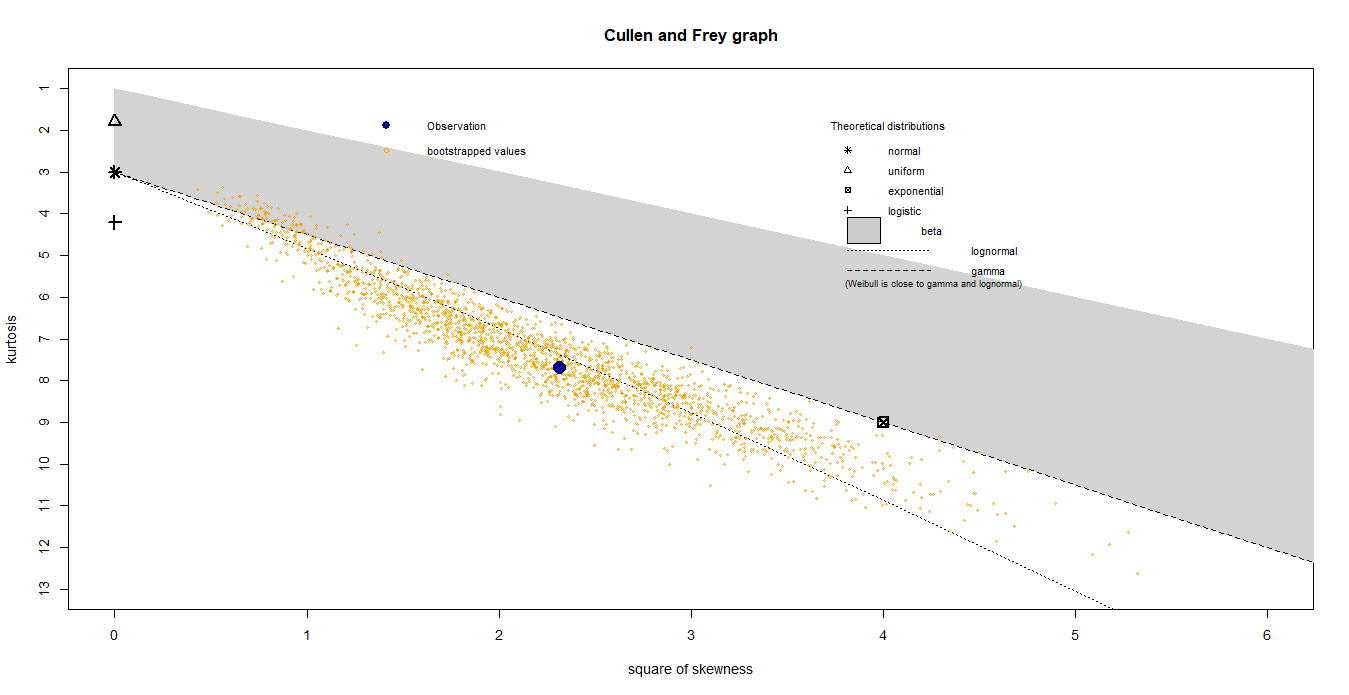 Cullen and Frey graph
Observation
bootstrapped values
Theoretical distributions
normal
uniform
exponential
logistic
beta
lognormal
gamma
(Weibull is close to gamma and lognormal)
kurtosis
1
2
3
4
5
6
7
8
9
10
11
12
13
0 1 2 3 4 5 6
square of skewness